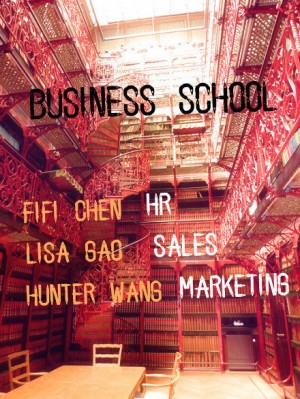 BUSINESS SCHOOL
FIFI CHEN HR
LISA GAO SALES
HUNTER WANG MARKETING